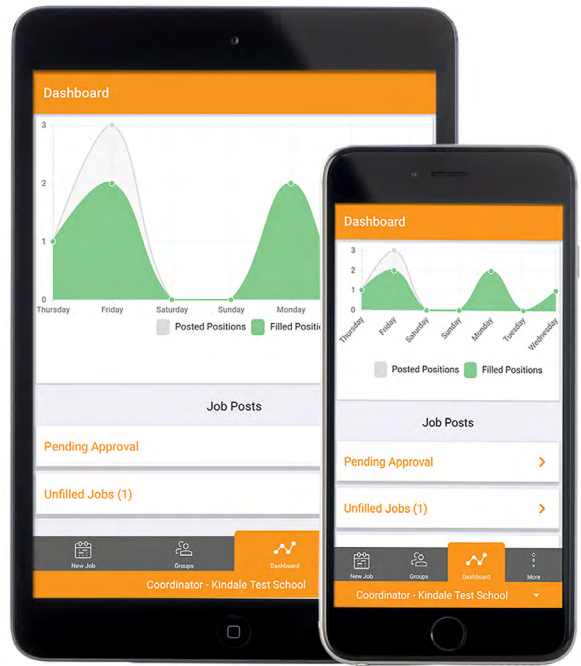 Dashboard
3
2
1
0
Thursday Friday Saturday Sunday Monday
Posted Positions Filled Positi
Job Posts
Pending Approval
Unfilled Jobs (1)
New Job Groups Dashboard
Coordinator - Kindale Test School
Dashboard
3
2
1
0
Thursday Friday Saturday Sunday Monday Tuesday Wednesday
Posted Positions Filled Positions
Job Posts
Pending Approval
Unfilled Jobs (1)
New Job Groups Dashboard More
Coordinator - Kindale Test School